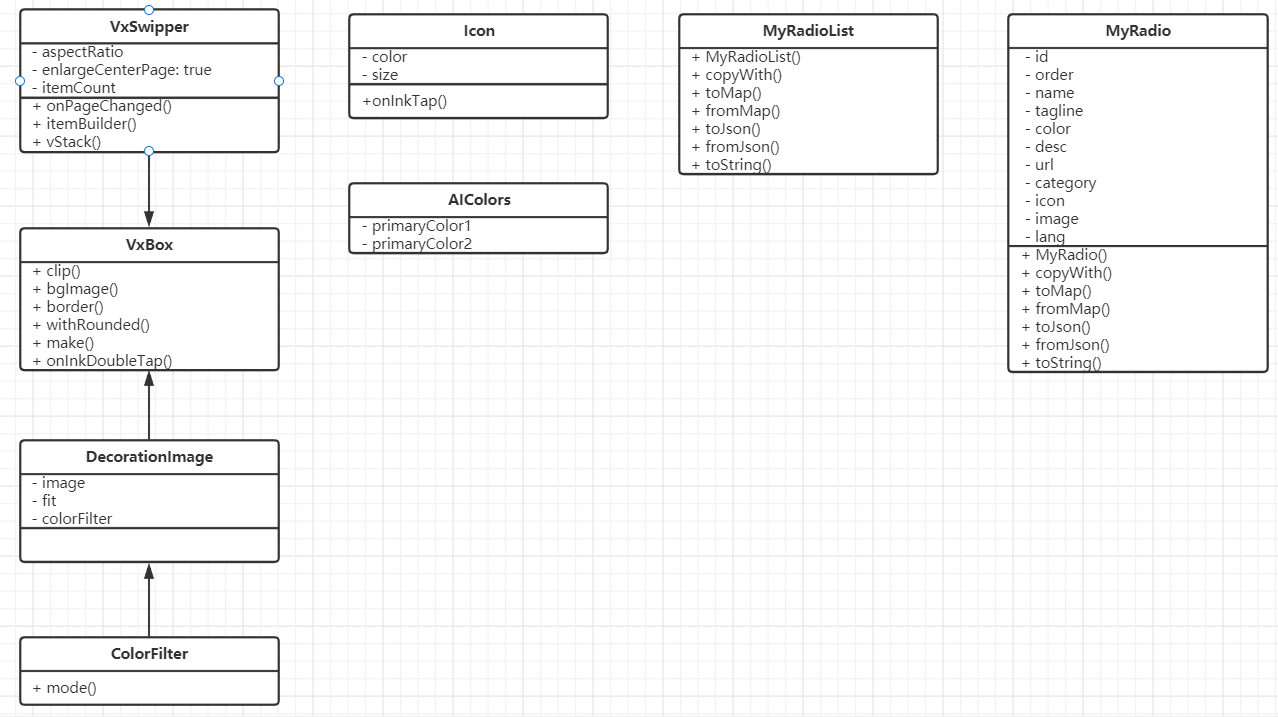 VxSwipper
- aspectRatio
- enlargeCenterPage: true
- itemCount
+ onPageChanged()
+ itemBuilder()
+ vStack()
VxBox
+ clip()
+ bgImage()
+ border()
+ withRounded()
+ make()
+ onInkDoubleTap()
DecorationImage
- image
- fit
- colorFilter
ColorFilter
+ mode()
Icon
- color
- size
+onInkTap()
AIColors
- primaryColor1
- primaryColor2
MyRadioList
+ MyRadioList()
+ copyWith()
+ toMap()
+ fromMap()
+ toJson()
+ fromJson()
+ toString()
MyRadio
- id
- order
- name
- tagline
- color
- desc
- url
- category
- icon
- image
- lang
+ MyRadio()
+ copyWith()
+ toMap()
+ fromMap()
+ toJson()
+ fromJson()
+ toString()